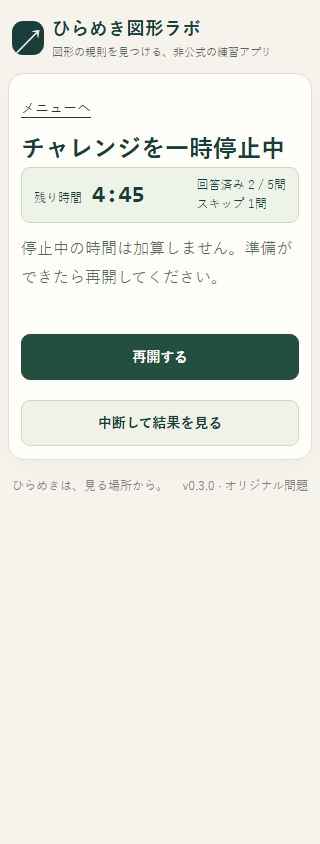 ひらめき図形ラボ
図形の規則を見つける、非公式の練習アプリ
メニューへ
チャレンジを一時停止中
残り時間 4:45
回答済み 2 / 5問
スキップ 1問
停止中の時間は加算しません。準備が
できたら再開してください。
再開する
中断して結果を見る
ひらめきは、見る場所から。 v0.3.0 · オリジナル問題